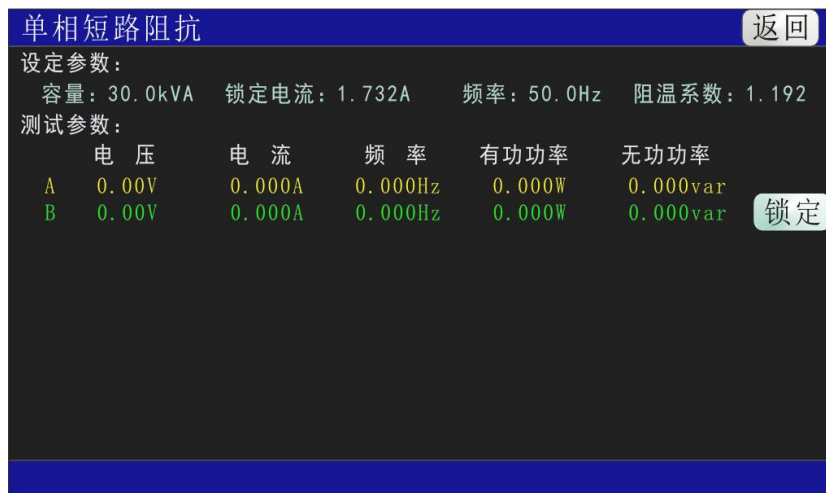 单相短路阻抗 返回
设定参数：
容量：30.0kVA 锁定电流：1.732A 频率：50.0Hz 阻温系数：1.192
测试参数：
电 压 电 流 频 率 有功功率 无功功率
A 0.00V 0.000A 0.000Hz 0.000W 0.000var
B 0.00V 0.000A 0.000Hz 0.000W 0.000var 锁定